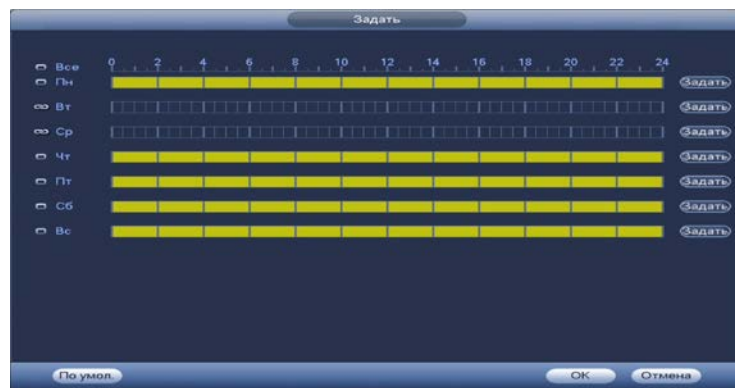 Задать
Все 0 2 4 6 8 10 12 14 16 18 20 22 24
Пн Задать
Вт Задать
Ср Задать
Чт Задать
Пт Задать
Сб Задать
Вс Задать
По умол. OK Отмена